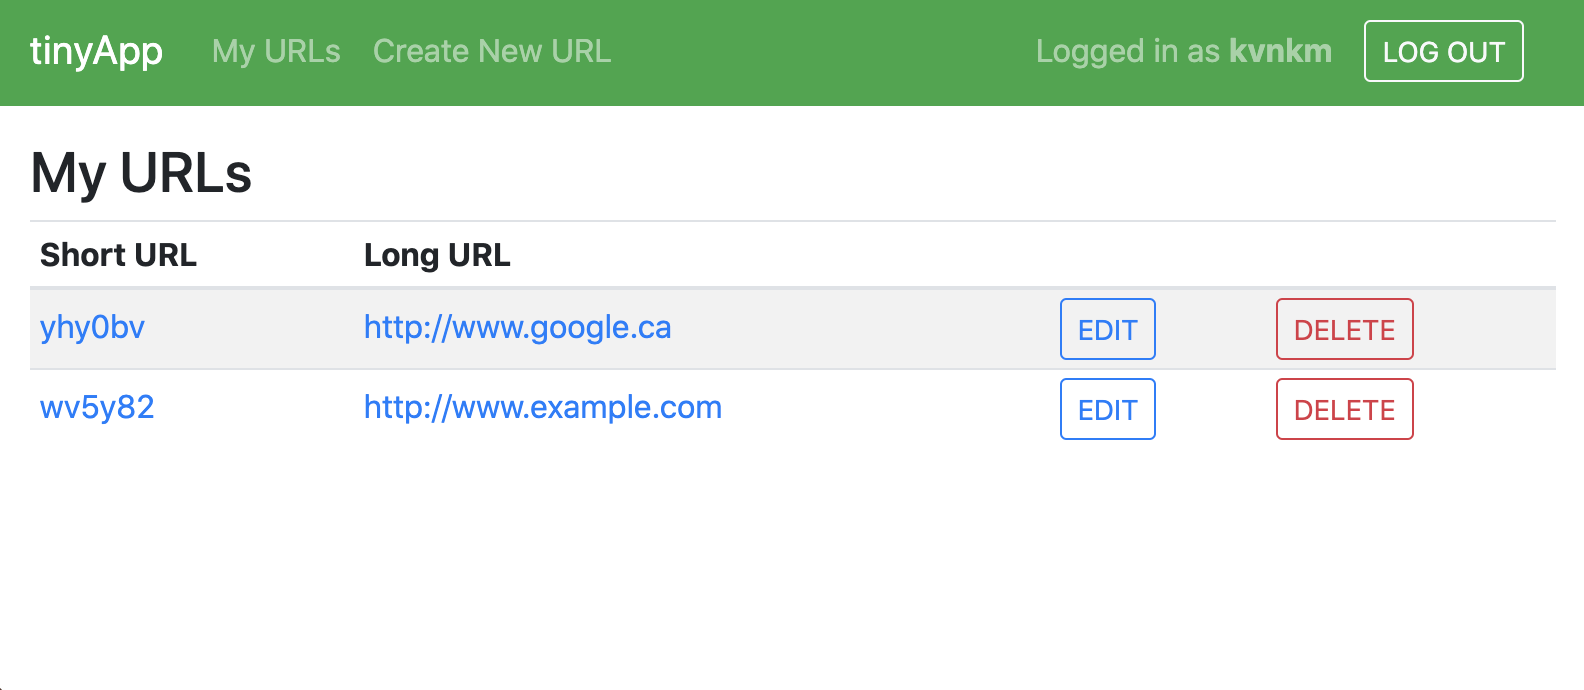 tinyApp My URLs Create New URL Logged in as kvnkm LOG OUT
My URLs
Short URL Long URL
yhy0bv http://www.google.ca EDIT DELETE
wv5y82 http://www.example.com EDIT DELETE